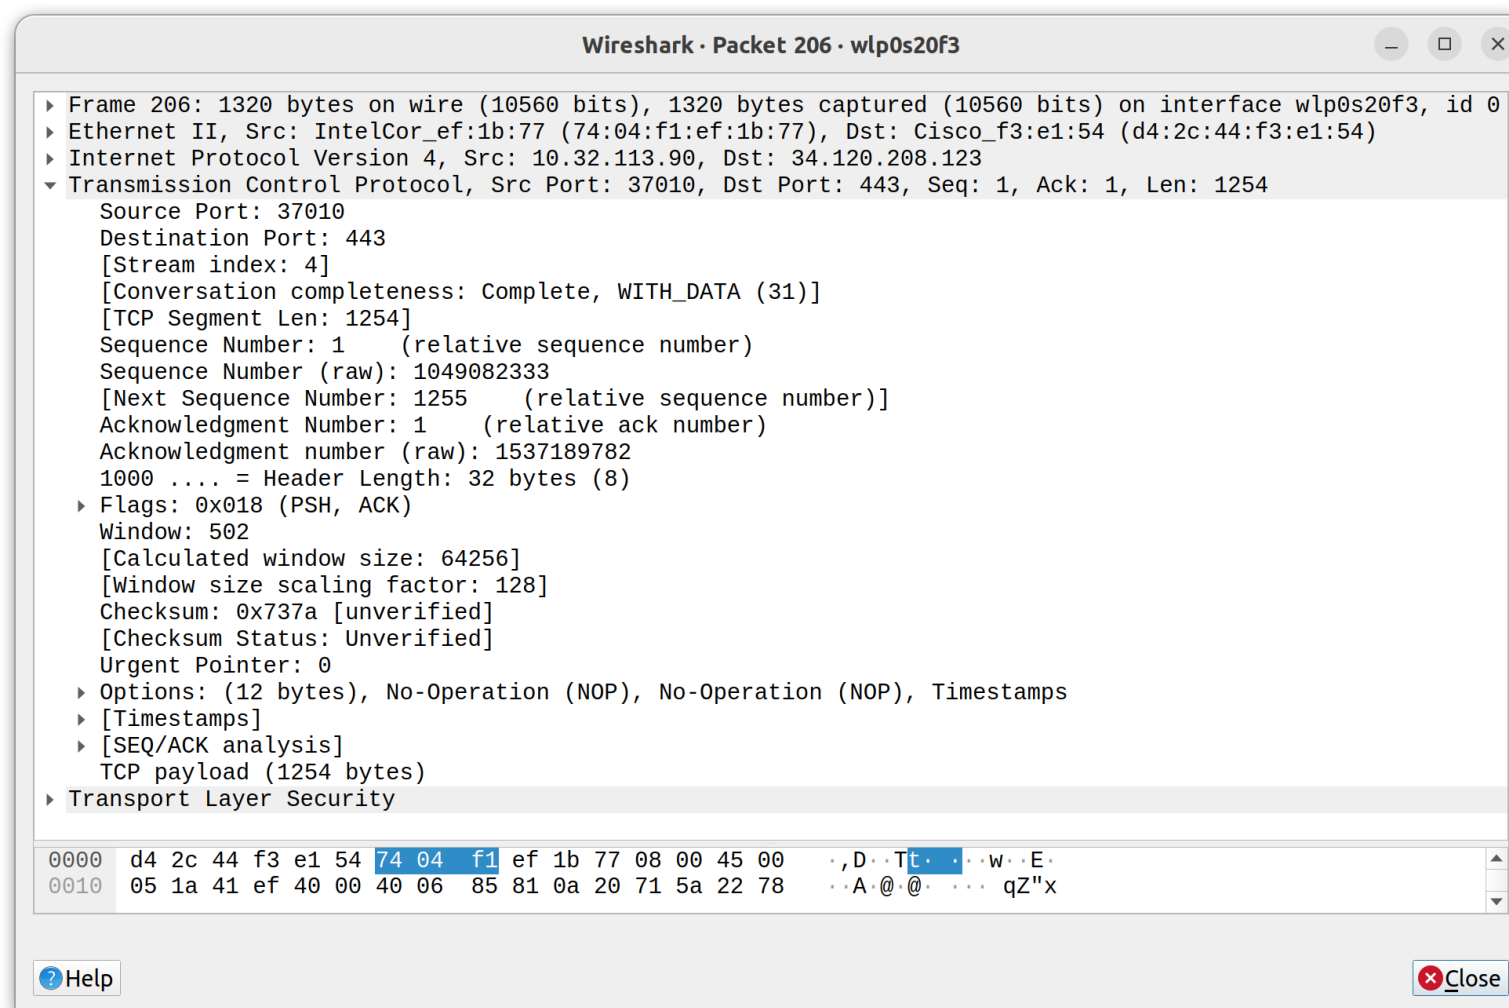 Wireshark · Packet 206 · wlp0s20f3
Frame 206: 1320 bytes on wire (10560 bits), 1320 bytes captured (10560 bits) on interface wlp0s20f3, id 0
Ethernet II, Src: IntelCor_ef:1b:77 (74:04:f1:ef:1b:77), Dst: Cisco_f3:e1:54 (d4:2c:44:f3:e1:54)
Internet Protocol Version 4, Src: 10.32.113.90, Dst: 34.120.208.123
Transmission Control Protocol, Src Port: 37010, Dst Port: 443, Seq: 1, Ack: 1, Len: 1254
Source Port: 37010
Destination Port: 443
[Stream index: 4]
[Conversation completeness: Complete, WITH_DATA (31)]
[TCP Segment Len: 1254]
Sequence Number: 1    (relative sequence number)
Sequence Number (raw): 1049082333
[Next Sequence Number: 1255    (relative sequence number)]
Acknowledgment Number: 1    (relative ack number)
Acknowledgment number (raw): 1537189782
1000 .... = Header Length: 32 bytes (8)
Flags: 0x018 (PSH, ACK)
Window: 502
[Calculated window size: 64256]
[Window size scaling factor: 128]
Checksum: 0x737a [unverified]
[Checksum Status: Unverified]
Urgent Pointer: 0
Options: (12 bytes), No-Operation (NOP), No-Operation (NOP), Timestamps
[Timestamps]
[SEQ/ACK analysis]
TCP payload (1254 bytes)
Transport Layer Security
0000  d4 2c 44 f3 e1 54 74 04  f1 ef 1b 77 08 00 45 00  ·,D··Tt· ···w··E·
0010  05 1a 41 ef 40 00 40 06  85 81 0a 20 71 5a 22 78  ··A·@·@· ··· qZ"x
Help
Close